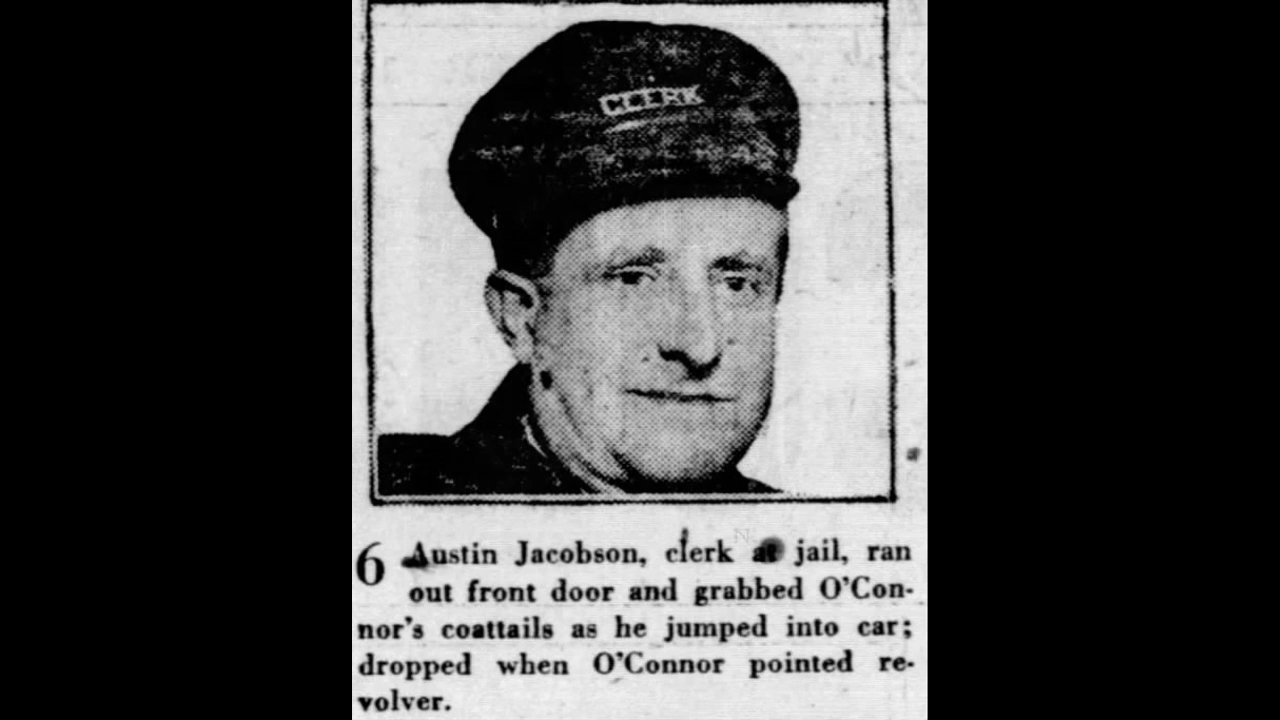 CLERK
6 Austin Jacobson, clerk at jail, ran
out front door and grabbed O'Con-
nor's coattails as he jumped into car;
dropped when O'Connor pointed re-
volver.